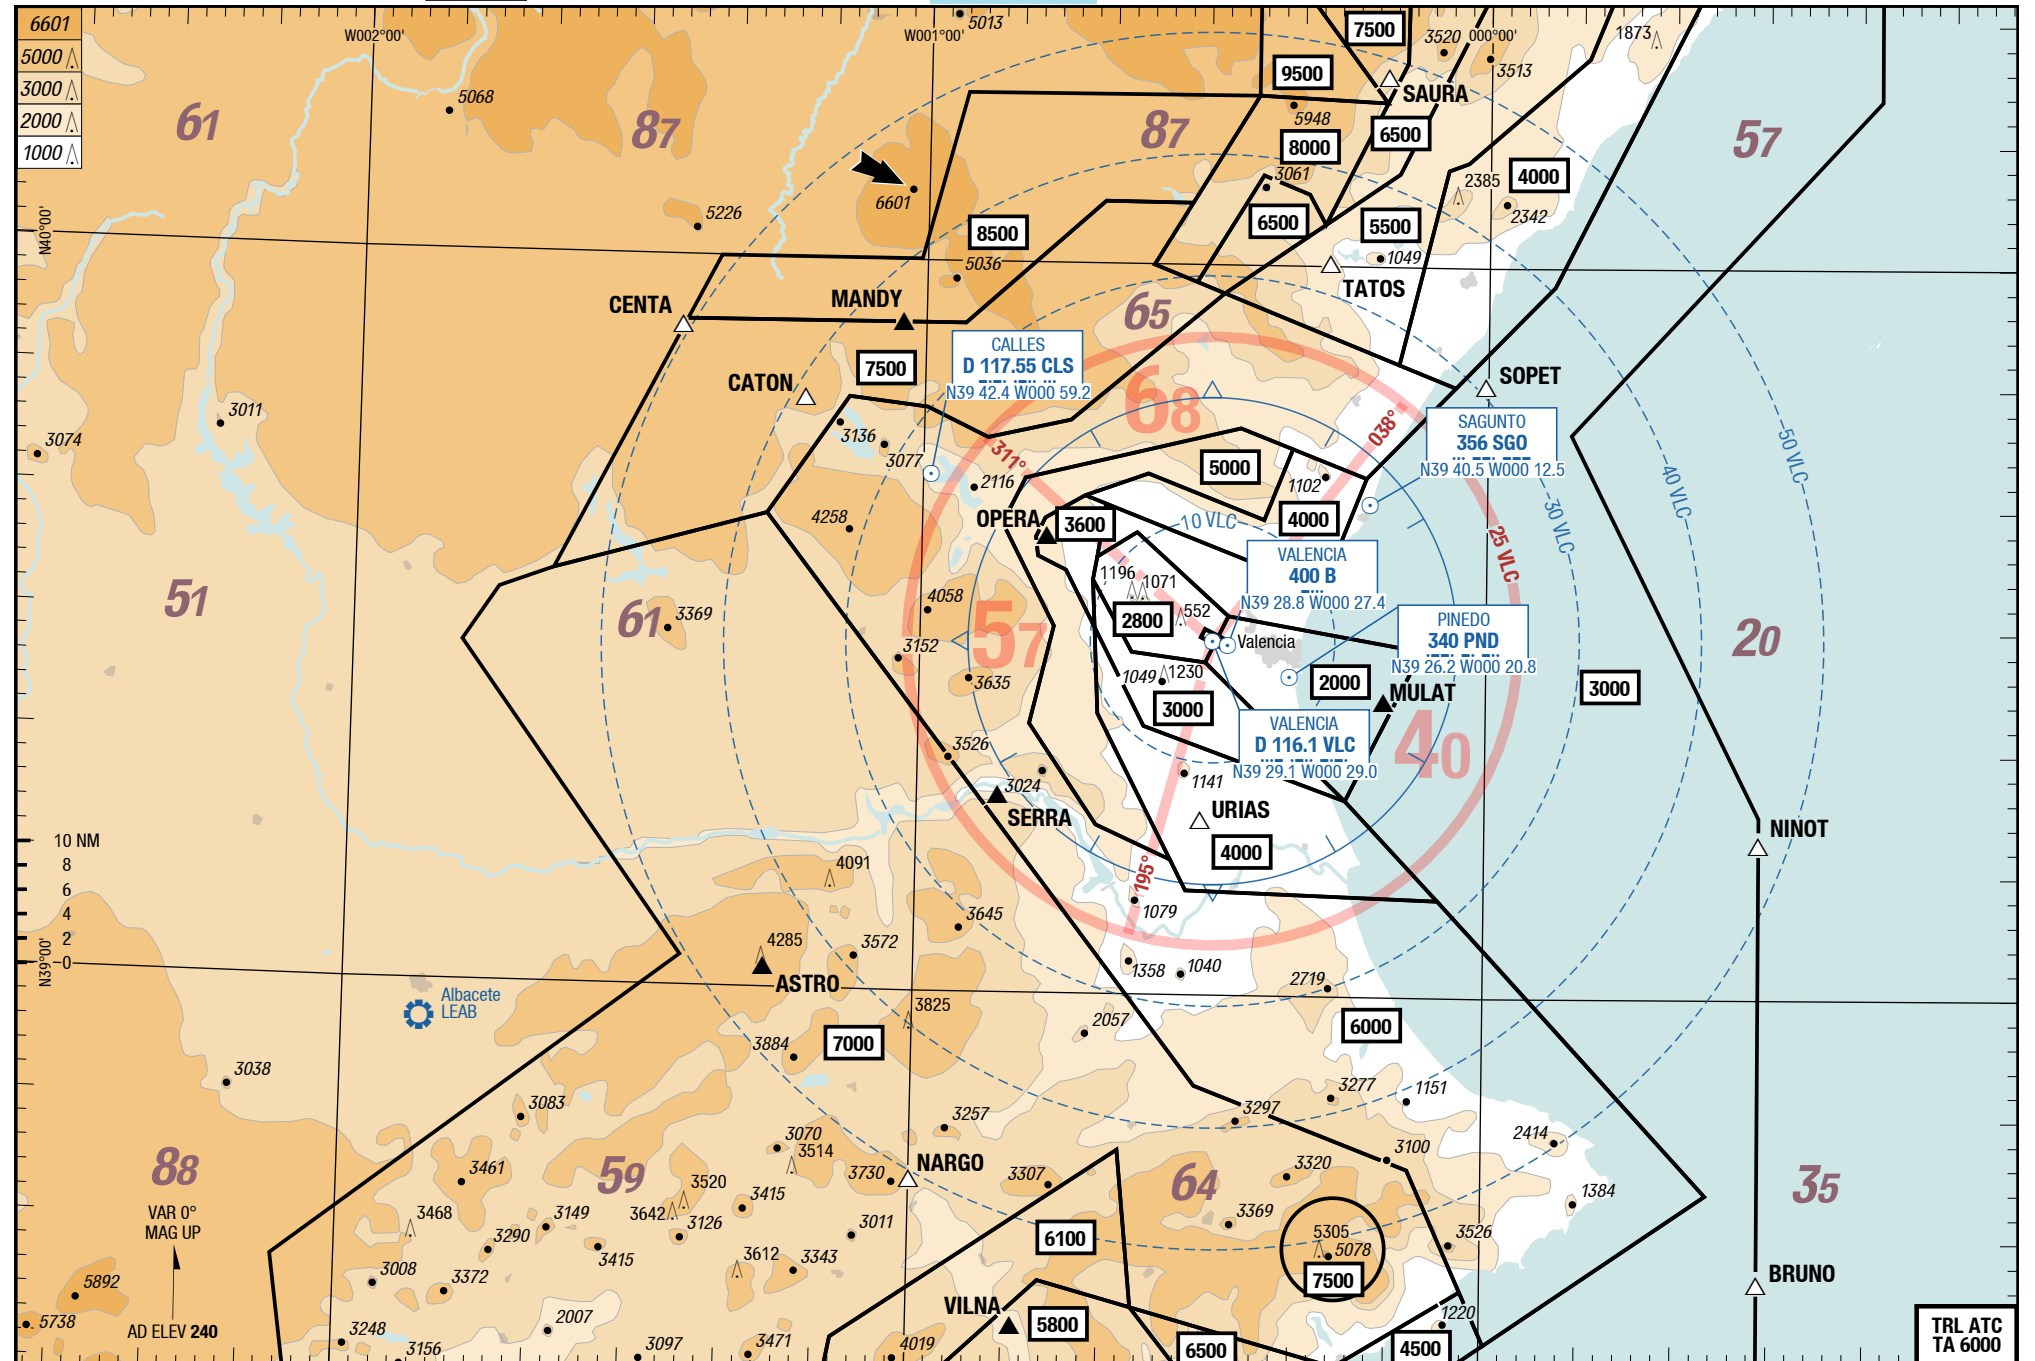 6601
5000
3000
2000
1000
W002°00'
W001°00'
000°00'
5013
7500
3520
3513
1873
9500
SAURA
61
5068
87
87
5948
6500
57
8000
3061
2385
4000
6601
5226
6500
2342
N40°00'
8500
5500
5036
1049
TATOS
CENTA
MANDY
65
CALLES
D 117.55 CLS
N39 42.4 W000 59.2
7500
CATON
68
SOPET
3011
3074
3136
3077
311°
038°
SAGUNTO
356 SGO
N39 40.5 W000 12.5
50 VLC
40 VLC
30 VLC
25 VLC
10 VLC
2116
5000
1102
4258
OPERA
3600
4000
VALENCIA
400 B
N39 28.8 W000 27.4
1196
1071
51
61
3369
4058
57
2800
552
Valencia
PINEDO
340 PND
N39 26.2 W000 20.8
20
3152
3635
1049
1230
2000
MULAT
3000
3000
VALENCIA
D 116.1 VLC
N39 29.1 W000 29.0
40
3526
3024
SERRA
1141
URIAS
NINOT
10 NM
8
6
4
2
0
4091
4000
195°
1079
3645
4285
3572
N39°00'
ASTRO
1358
1040
2719
Albacete
LEAB
3825
2057
6000
7000
3884
3038
3083
3277
1151
3257
3297
3070
3514
2414
3100
88
3461
59
3730
NARGO
3307
64
3320
1384
35
VAR 0°
MAG UP
3468
3149
3520
3642
3415
3126
3011
3369
3290
3415
6100
5305
5078
3526
3612
3343
3008
3372
7500
BRUNO
5892
5738
AD ELEV 240
2007
VILNA
5800
1220
3248
3156
3097
3471
4019
6500
4500
TRL ATC
TA 6000